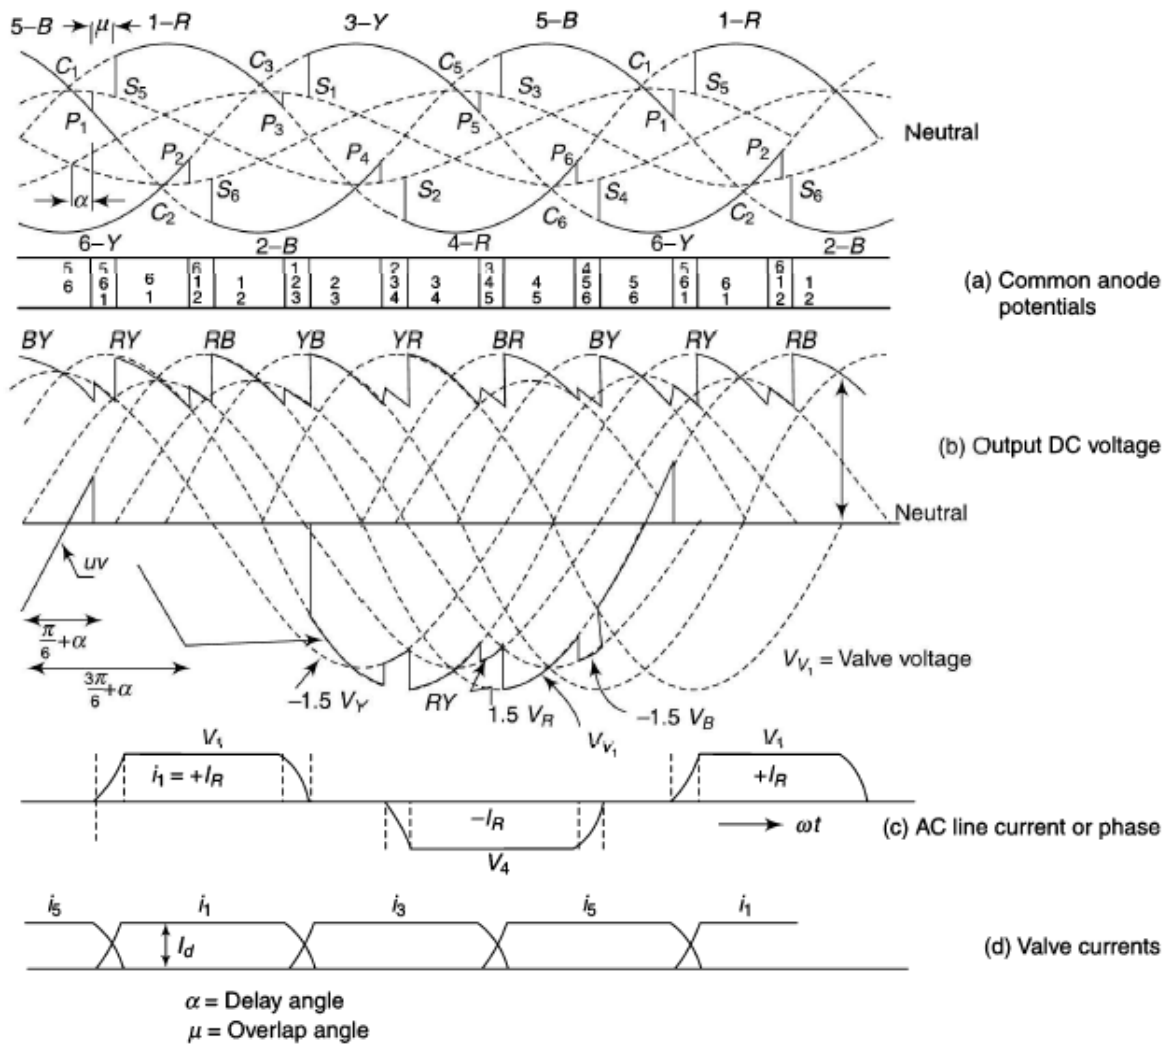 5–B μ 1–R 3–Y 5–B 1–R
C1 C3 C5 C1
S5 S1 S3 S5
P1 P3 P5 P1
Neutral
P2 P4 P6 P2
α S6 S2 S4 S6
C2 C6 C2
6–Y 2–B 4–R 6–Y 2–B
5 6
5 6 1
6 1
6 1 2
1 2
1 2 3
2 3
2 3 4
3 4
3 4 5
4 5
4 5 6
5 6
5 6 1
6 1
6 1 2
1 2
(a) Common anode
potentials
BY RY RB YB YR BR BY RY RB
(b) Output DC voltage
Neutral
uv
π/6 +α
3π/6 +α
–1.5 VY
RY
1.5 VR
VV1
–1.5 VB
VV1 = Valve voltage
V1 V1
i1 = +IR +IR
–IR
V4
ωt
(c) AC line current or phase
i5 i1 i3 i5 i1
Id
(d) Valve currents
α = Delay angle
μ = Overlap angle